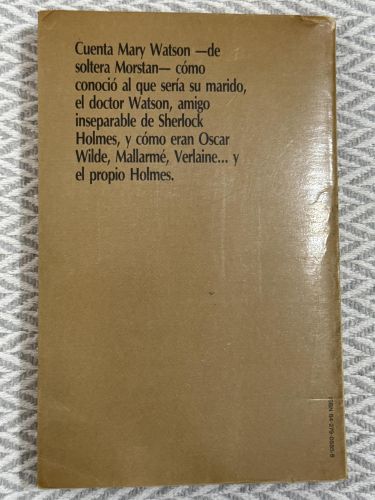 Cuenta Mary Watson —de
soltera Morstan— cómo
conoció al que sería su marido,
el doctor Watson, amigo
inseparable de Sherlock
Holmes, y cómo eran Oscar
Wilde, Mallarmé, Verlaine... y
el propio Holmes.
ISBN